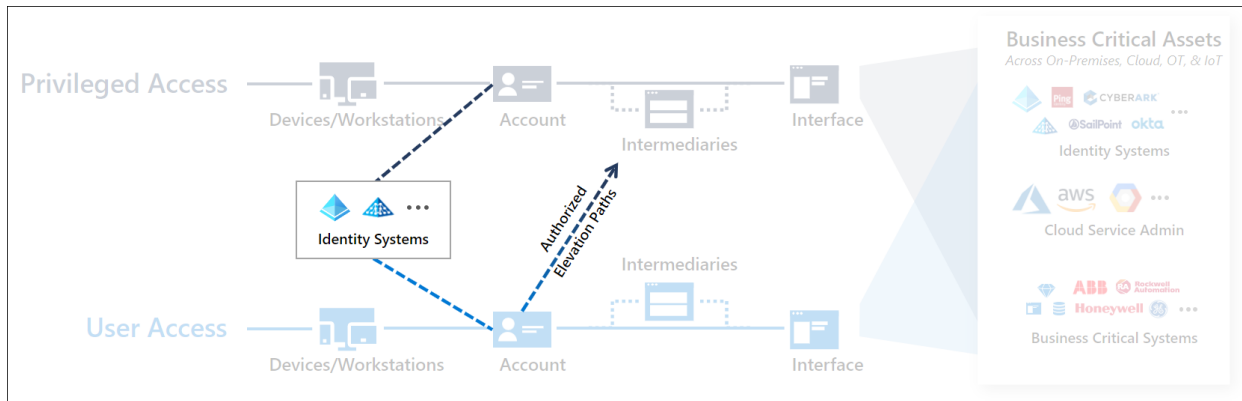 Business Critical Assets
Across On-Premises, Cloud, OT, & IoT
Privileged Access
Devices/Workstations
Account
Intermediaries
Interface
Ping
CYBERARK
SailPoint
okta
...
Identity Systems
...
Identity Systems
Authorized
Elevation Paths
aws
...
Cloud Service Admin
Intermediaries
User Access
Devices/Workstations
Account
Interface
ABB
RA
Rockwell
Automation
Honeywell
GE
...
Business Critical Systems